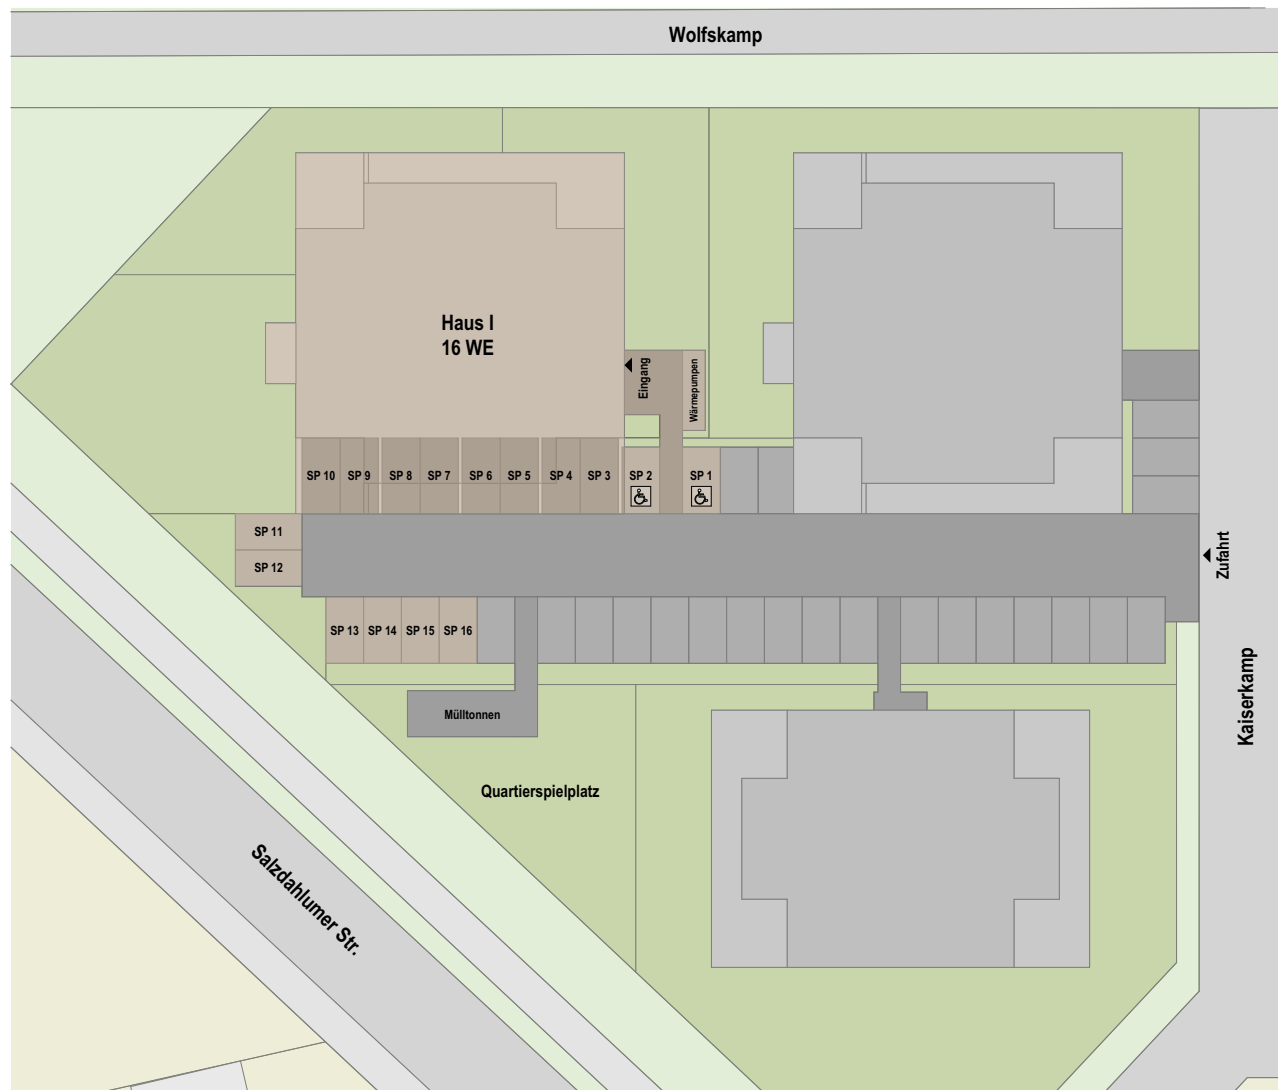 Wolfskamp
Haus I
16 WE
Eingang
Wärmepumpen
SP 10
SP 9
SP 8
SP 7
SP 6
SP 5
SP 4
SP 3
SP 2
SP 1
SP 11
SP 12
Zufahrt
SP 13
SP 14
SP 15
SP 16
Kaiserkamp
Mülltonnen
Quartierspielplatz
Salzdahlumer Str.